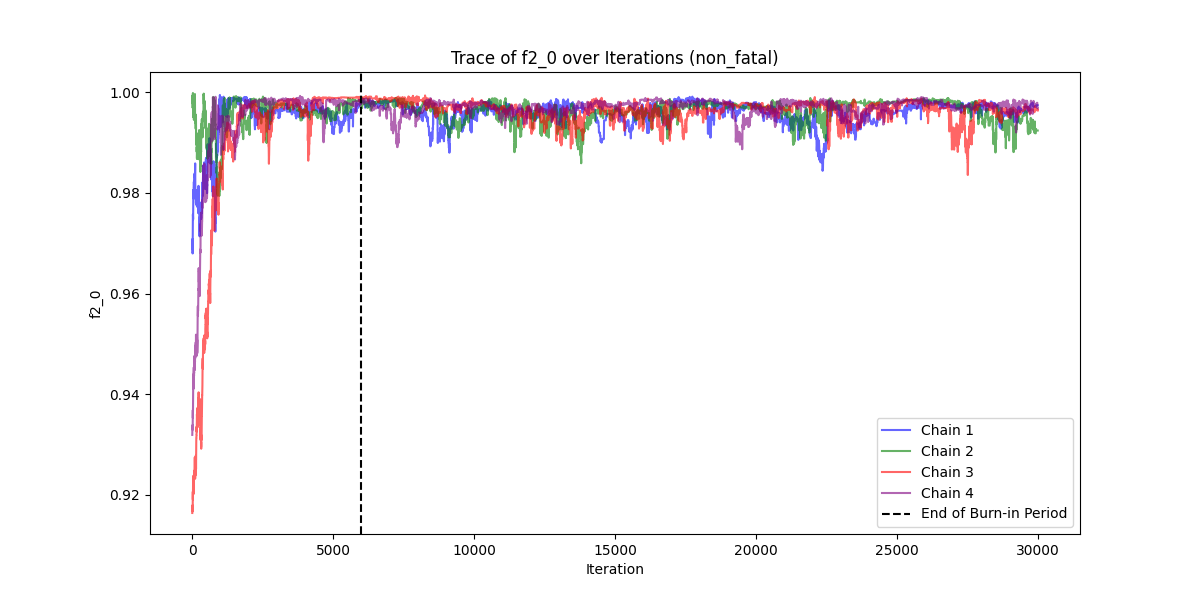 Trace of f2_0 over Iterations (non_fatal)
1.00
0.98
0.96
0.94
0.92
f2_0
0
5000
10000
15000
20000
25000
30000
Iteration
Chain 1
Chain 2
Chain 3
Chain 4
End of Burn-in Period